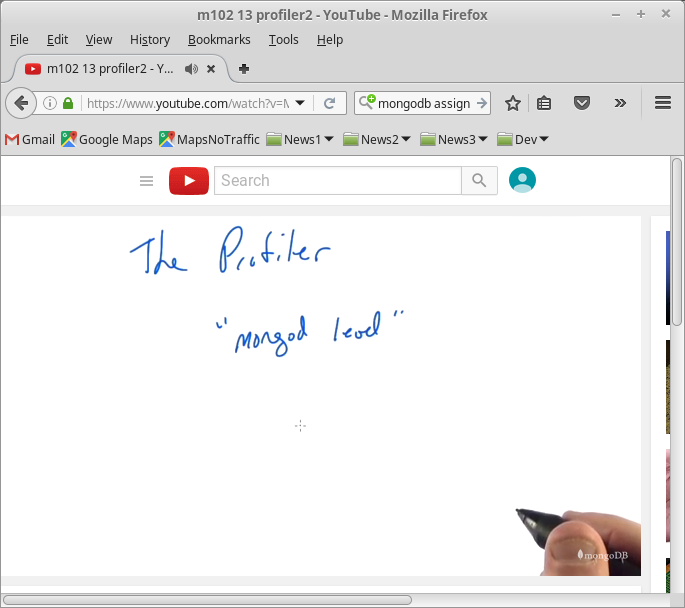 m102 13 profiler2 - YouTube - Mozilla Firefox
File Edit View History Bookmarks Tools Help
m102 13 profiler2 - Y...
https://www.youtube.com/watch?v=M mongodb assign
Gmail Google Maps MapsNoTraffic News1 News2 News3 Dev
Search
The Profiler
"mongod level"
mongoDB